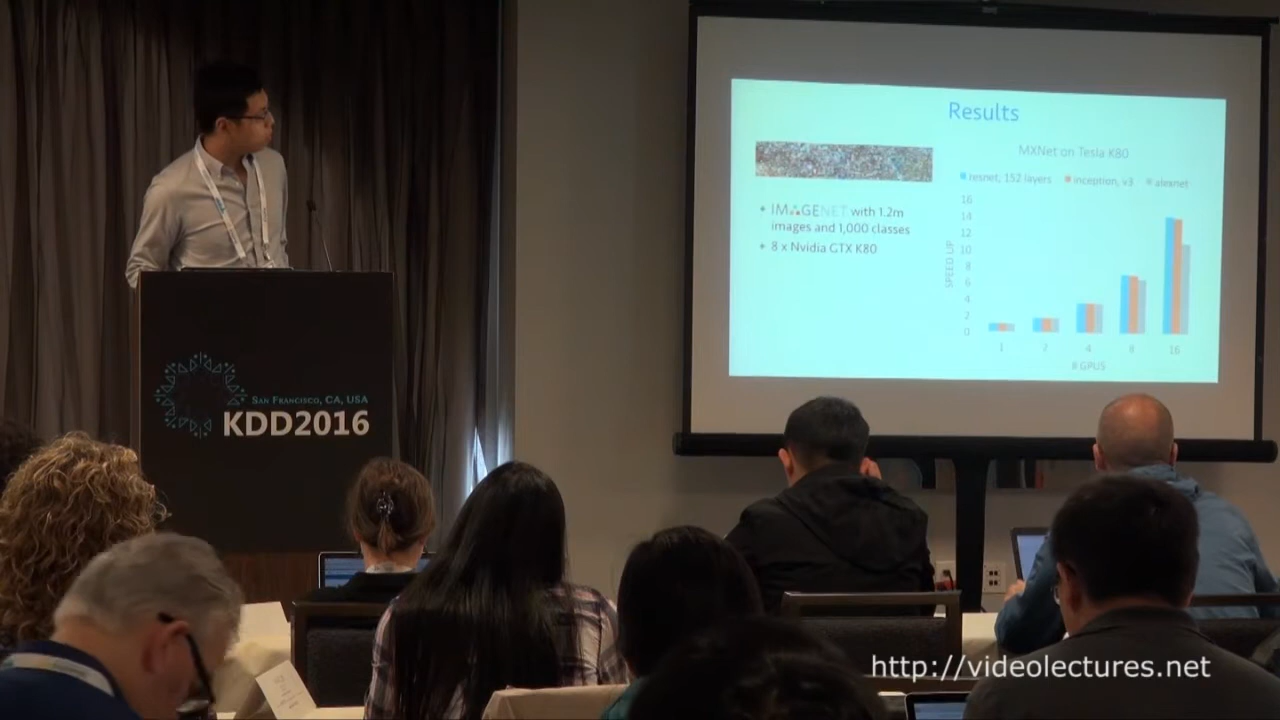 Results
MXNet on Tesla K80
resnet, 152 layers
inception, v3
alexnet
IMAGENET with 1.2m
images and 1,000 classes
8 x Nvidia GTX K80
SPEED UP
16
14
12
10
8
6
4
2
0
1
2
4
8
16
# GPUS
SAN FRANCISCO, CA, USA
KDD2016
http://videolectures.net